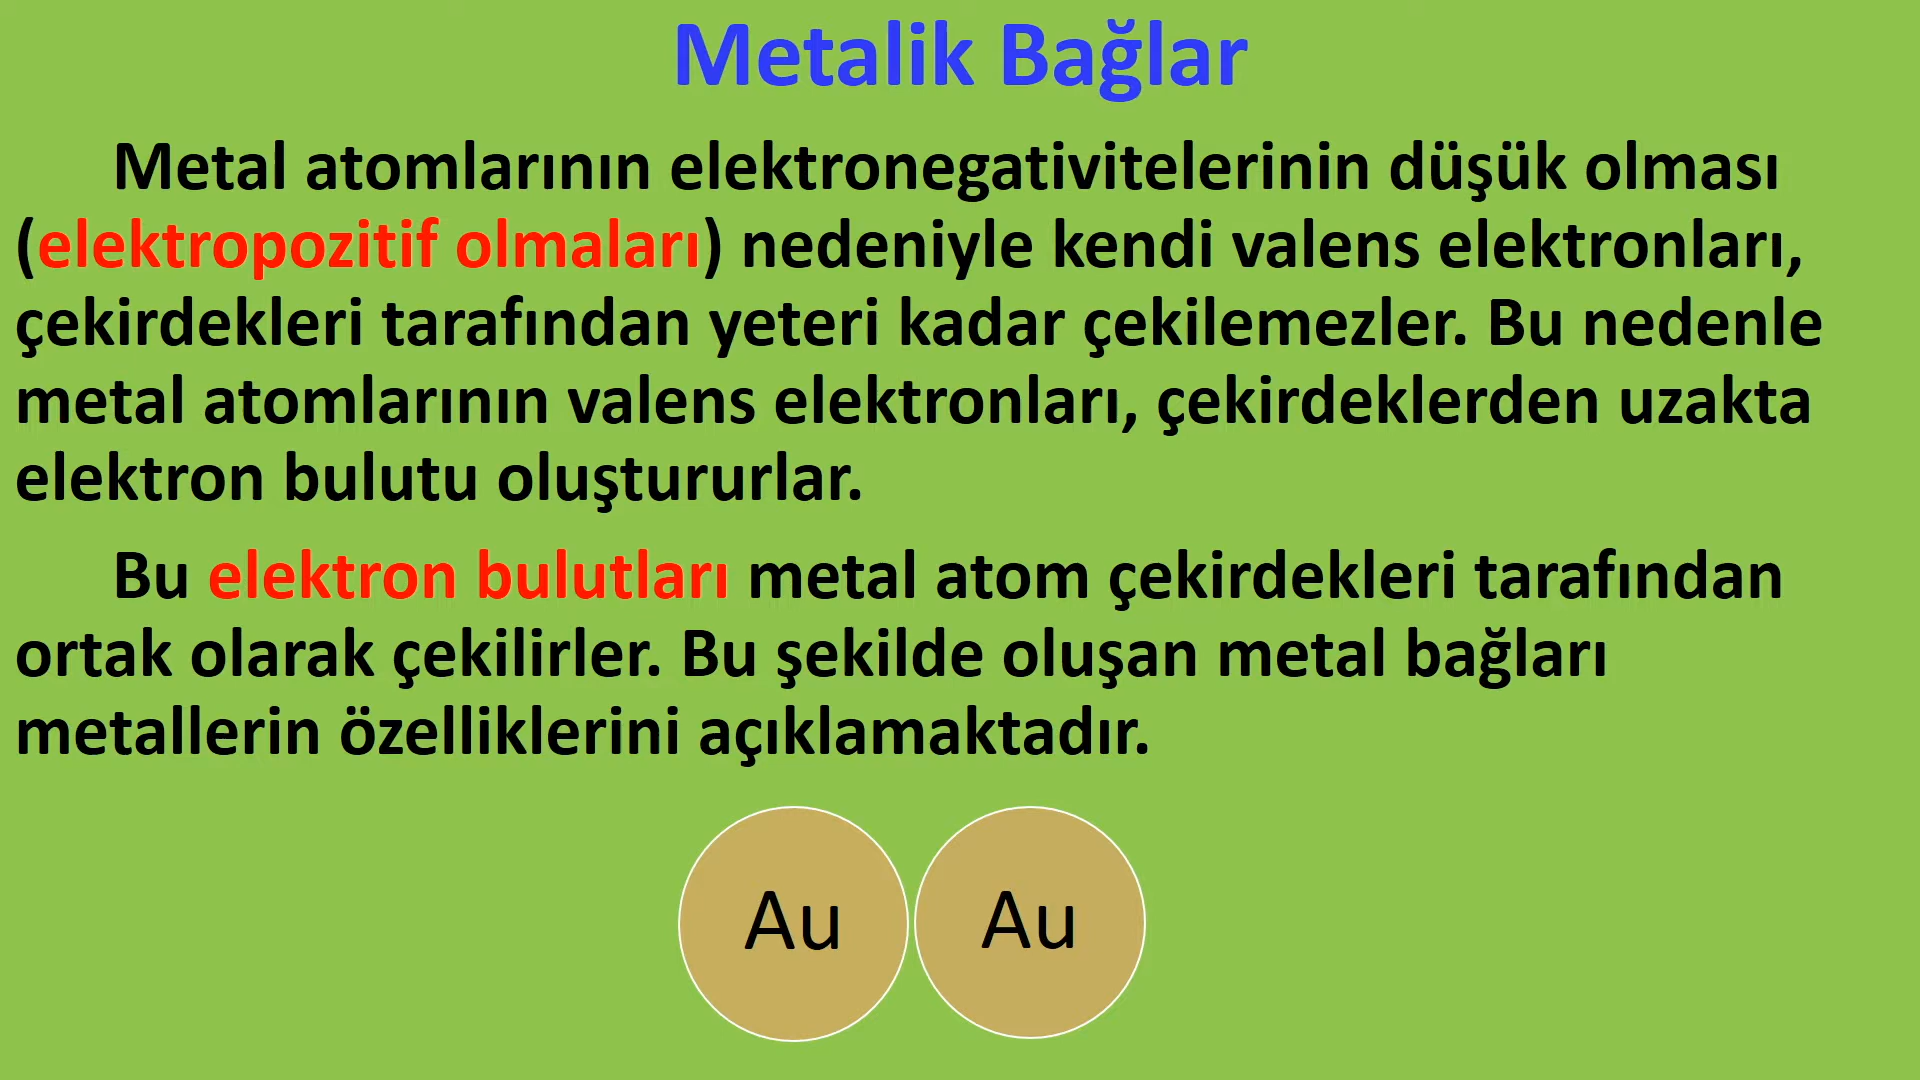 Metalik Bağlar
Metal atomlarının elektronegativitelerinin düşük olması
(elektropozitif olmaları) nedeniyle kendi valens elektronları,
çekirdekleri tarafından yeteri kadar çekilemezler. Bu nedenle
metal atomlarının valens elektronları, çekirdeklerden uzakta
elektron bulutu oluştururlar.
Bu elektron bulutları metal atom çekirdekleri tarafından
ortak olarak çekilirler. Bu şekilde oluşan metal bağları
metallerin özelliklerini açıklamaktadır.
Au Au